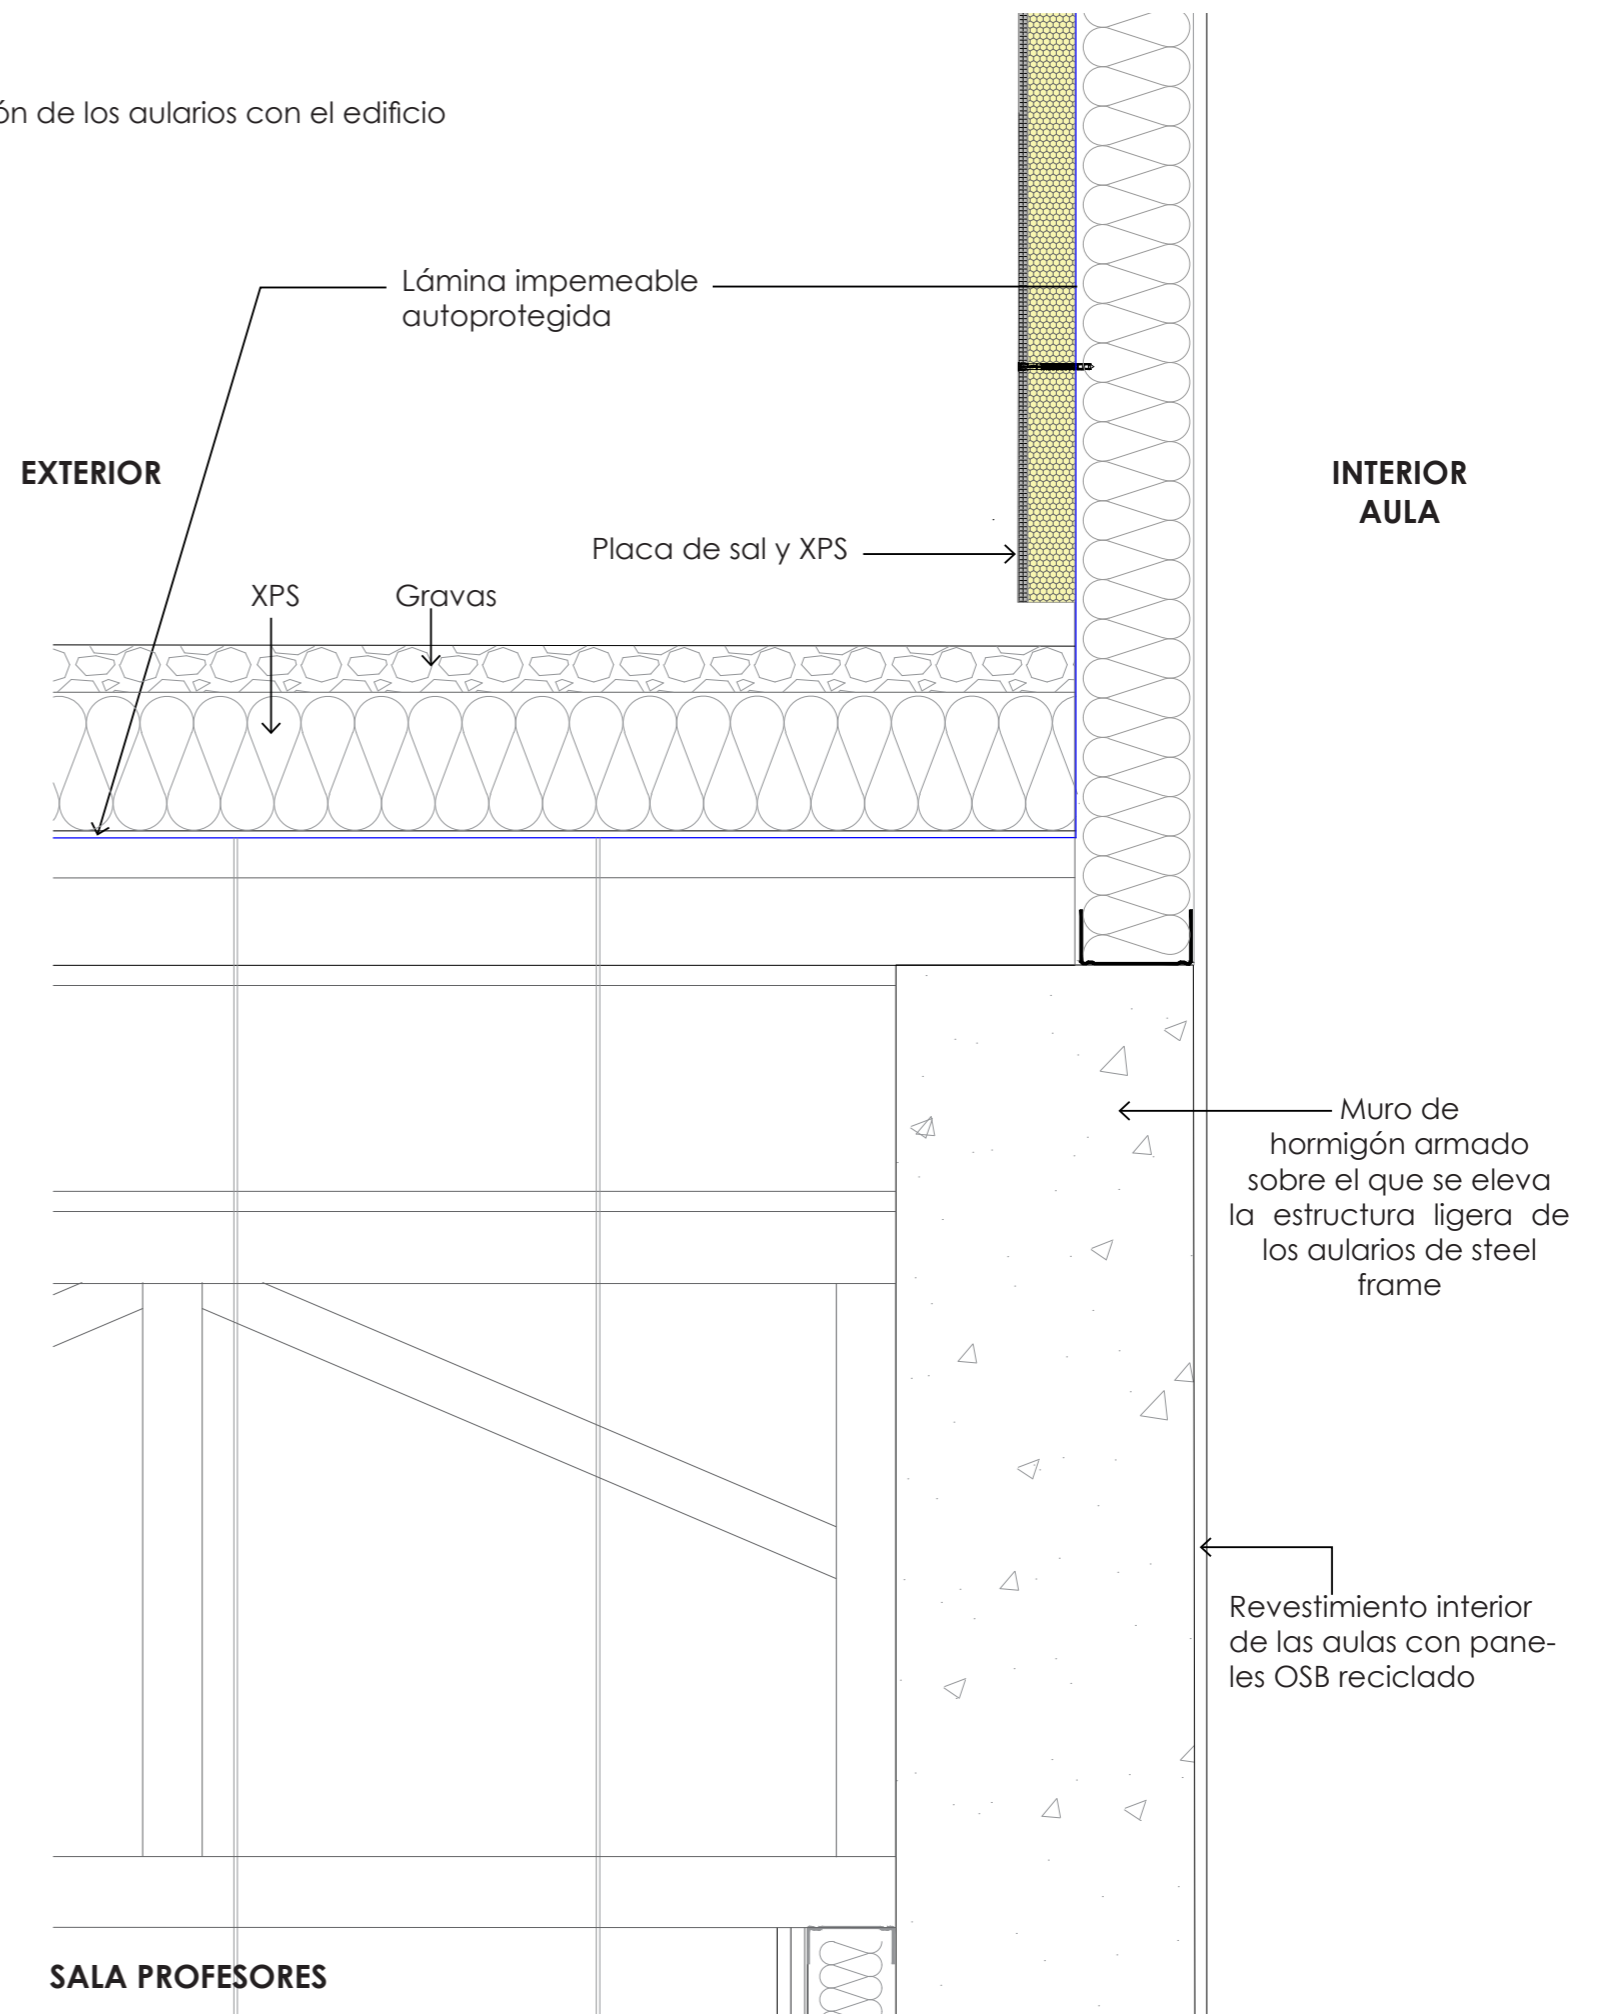 ón de los aularios con el edificio
Lámina impemeable
autoprotegida
EXTERIOR
INTERIOR
AULA
Placa de sal y XPS
XPS
Gravas
Muro de
hormigón armado
sobre el que se eleva
la estructura ligera de
los aularios de steel
frame
Revestimiento interior
de las aulas con pane-
les OSB reciclado
SALA PROFESORES